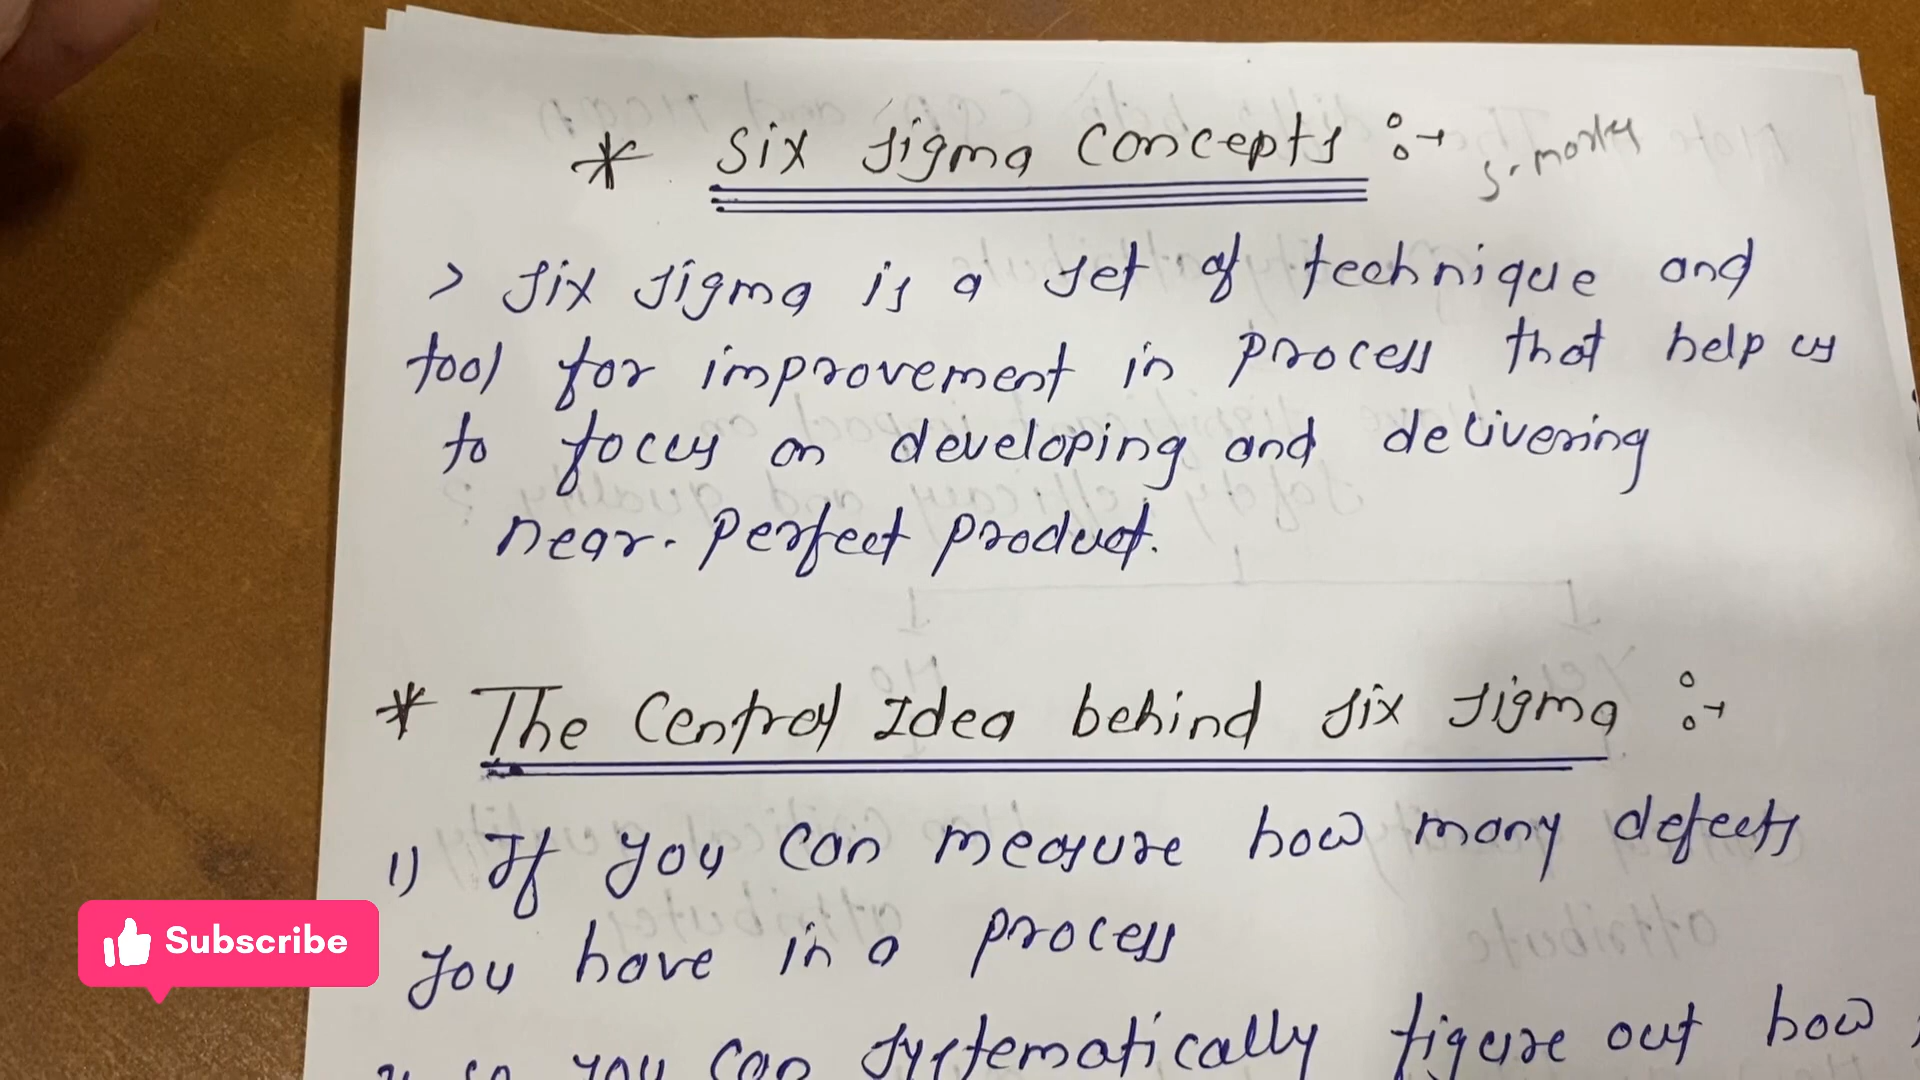 * Six Sigma Concepts :→ 5. marks
> Six Sigma is a set of technique and
tool for improvement in process that help us
to focus on developing and delivering
near. perfect product.
* The Central Idea behind Six Sigma :→
1) If you can measure how many defects
you have in a process
Subscribe
so you can systematically figure out how